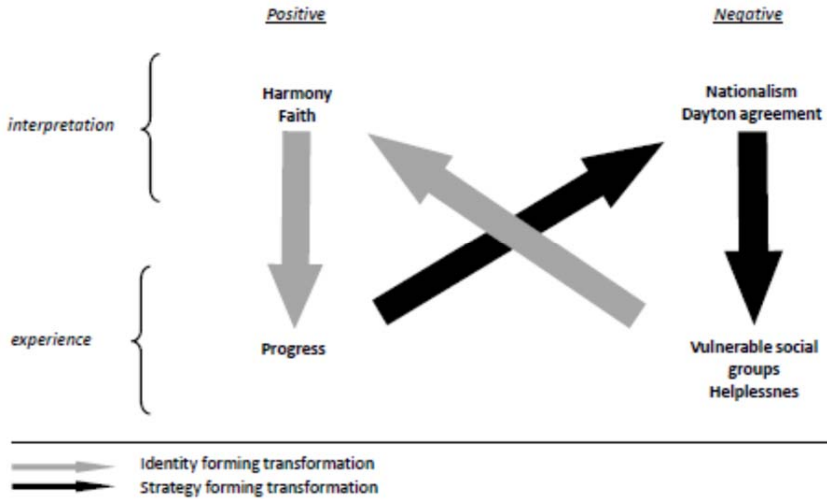 Positive
Negative
interpretation
Harmony
Faith
Nationalism
Dayton agreement
experience
Progress
Vulnerable social
groups
Helplessnes
Identity forming transformation
Strategy forming transformation